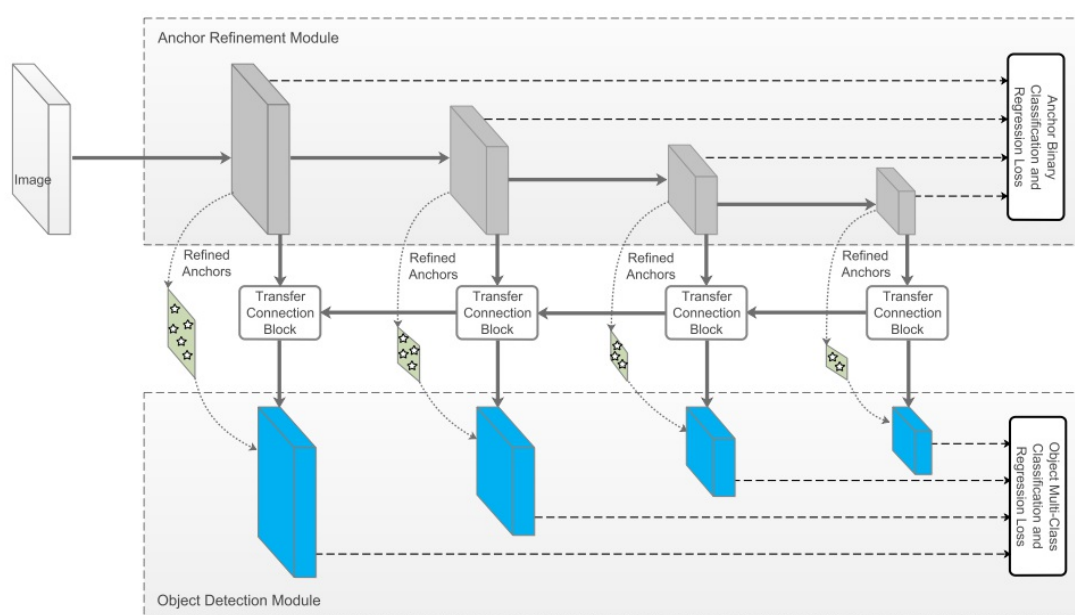 Anchor Refinement Module
Image
Anchor Binary
Classification and
Regression Loss
Refined
Anchors
Refined
Anchors
Refined
Anchors
Refined
Anchors
Transfer
Connection
Block
Transfer
Connection
Block
Transfer
Connection
Block
Transfer
Connection
Block
Object Multi-Class
Classification and
Regression Loss
Object Detection Module